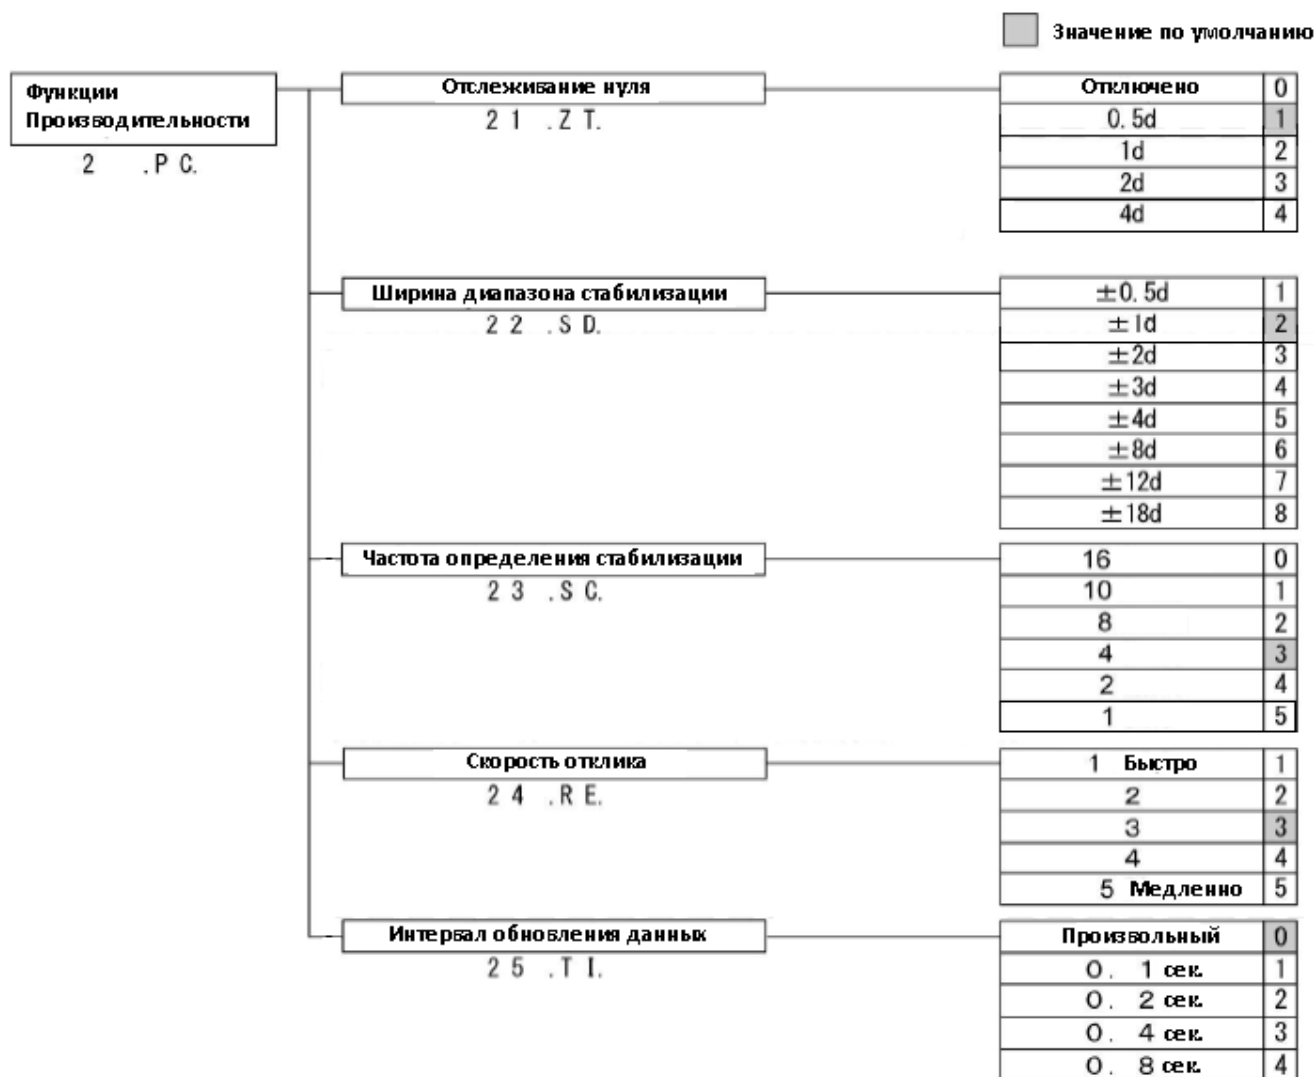 Значение по умолчанию
Функции
Производительности
2 .P C.
Отслеживание нуля
2 1 .Z T.
Отключено 0
0.5d 1
1d 2
2d 3
4d 4
Ширина диапазона стабилизации
2 2 .S D.
±0.5d 1
±1d 2
±2d 3
±3d 4
±4d 5
±8d 6
±12d 7
±18d 8
Частота определения стабилизации
2 3 .S C.
16 0
10 1
8 2
4 3
2 4
1 5
Скорость отклика
2 4 .R E.
1 Быстро 1
2 2
3 3
4 4
5 Медленно 5
Интервал обновления данных
2 5 .T I.
Произвольный 0
0. 1 сек. 1
0. 2 сек. 2
0. 4 сек. 3
0. 8 сек. 4